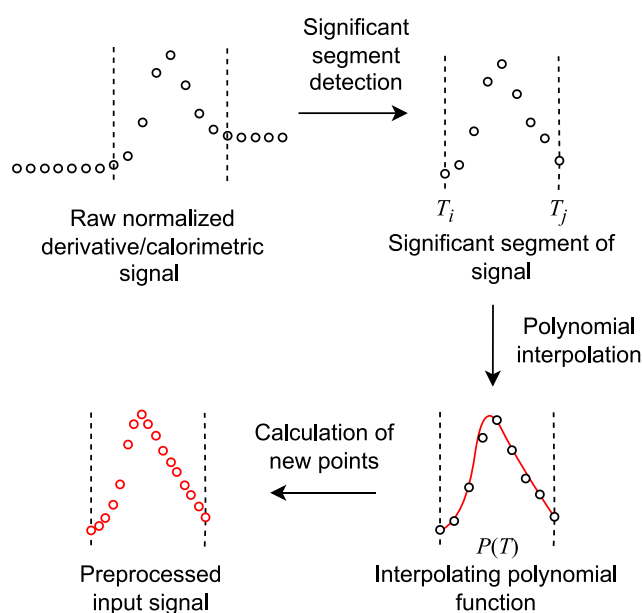 Significant
segment
detection
T_i
T_j
Raw normalized
derivative/calorimetric
signal
Significant segment of
signal
Polynomial
interpolation
Calculation of
new points
P(T)
Preprocessed
input signal
Interpolating polynomial
function